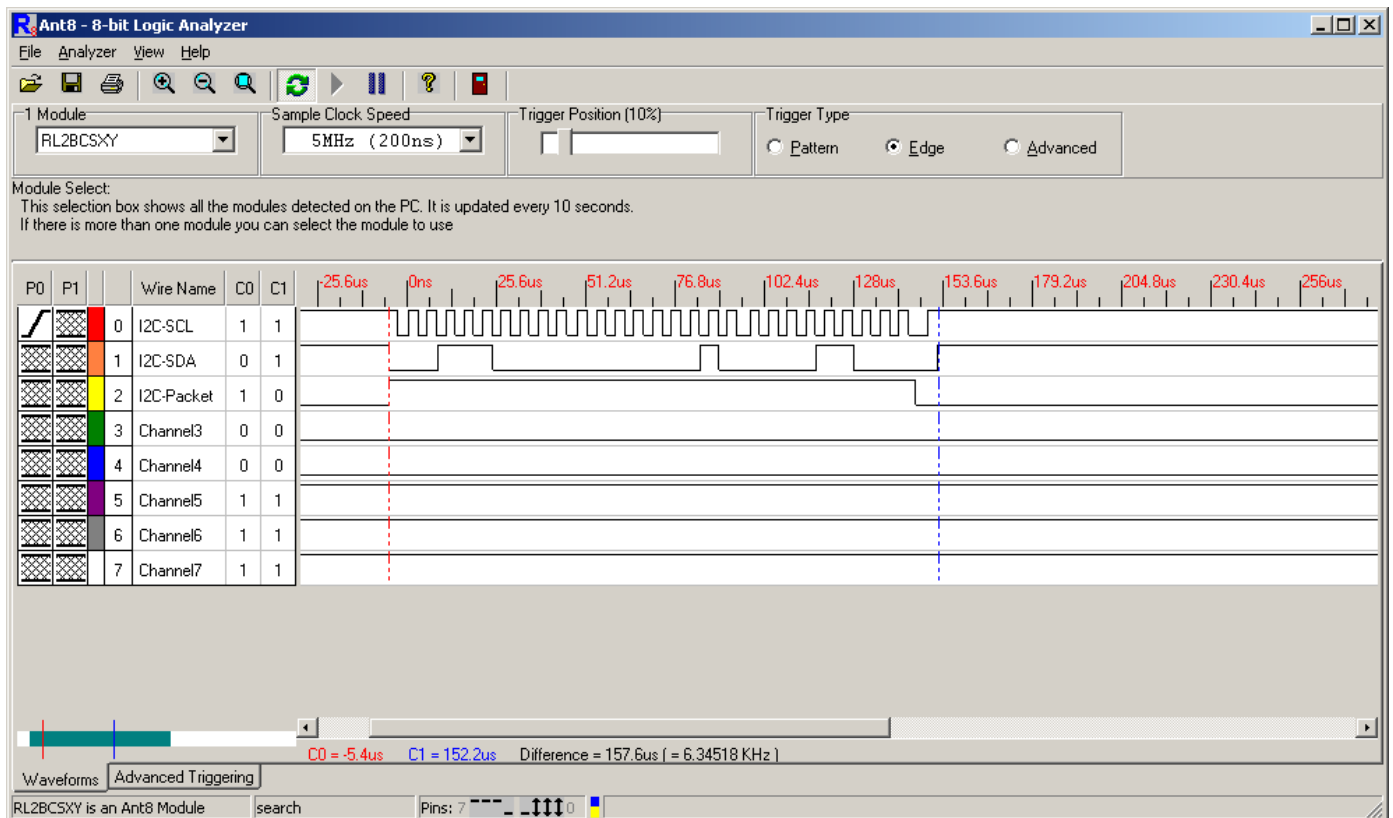 Ant8 - 8-bit Logic Analyzer
File Analyzer View Help
1 Module Sample Clock Speed Trigger Position (10%) Trigger Type
RL2BCSXY 5MHz (200ns) Pattern Edge Advanced
Module Select:
This selection box shows all the modules detected on the PC. It is updated every 10 seconds.
If there is more than one module you can select the module to use
P0 P1 Wire Name C0 C1 -25.6us 0ns 25.6us 51.2us 76.8us 102.4us 128us 153.6us 179.2us 204.8us 230.4us 256us
0 I2C-SCL 1 1
1 I2C-SDA 0 1
2 I2C-Packet 1 0
3 Channel3 0 0
4 Channel4 0 0
5 Channel5 1 1
6 Channel6 1 1
7 Channel7 1 1
C0 = -5.4us C1 = 152.2us Difference = 157.6us ( = 6.34518 KHz )
Waveforms Advanced Triggering
RL2BCSXY is an Ant8 Module search Pins: 7 0